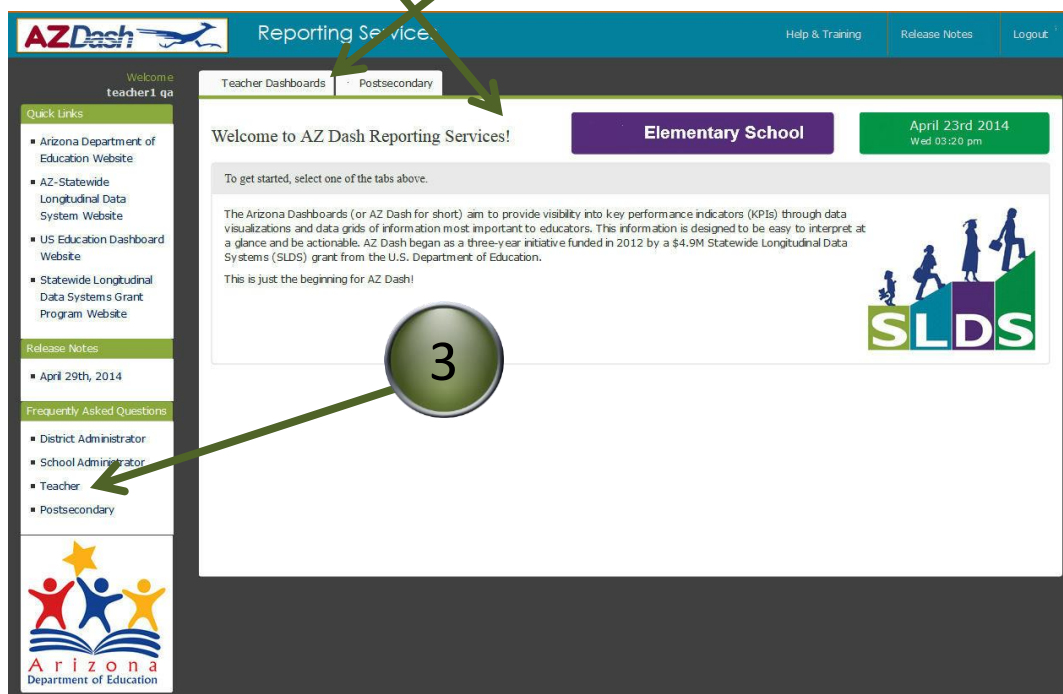 AZDash
Reporting Services
Help & Training
Release Notes
Logout
Welcome
teacher1 qa
Teacher Dashboards
Postsecondary
Quick Links
Arizona Department of
Education Website
AZ-Statewide
Longitudinal Data
System Website
US Education Dashboard
Website
Statewide Longitudinal
Data Systems Grant
Program Website
Release Notes
April 29th, 2014
Frequently Asked Questions
District Administrator
School Administrator
Teacher
Postsecondary
Arizona
Department of Education
Welcome to AZ Dash Reporting Services!
Elementary School
April 23rd 2014
Wed 03:20 pm
To get started, select one of the tabs above.
The Arizona Dashboards (or AZ Dash for short) aim to provide visibility into key performance indicators (KPIs) through data
visualizations and data grids of information most important to educators. This information is designed to be easy to interpret at
a glance and be actionable. AZ Dash began as a three-year initiative funded in 2012 by a $4.9M Statewide Longitudinal Data
Systems (SLDS) grant from the U.S. Department of Education.
This is just the beginning for AZ Dash!
SLDS
3